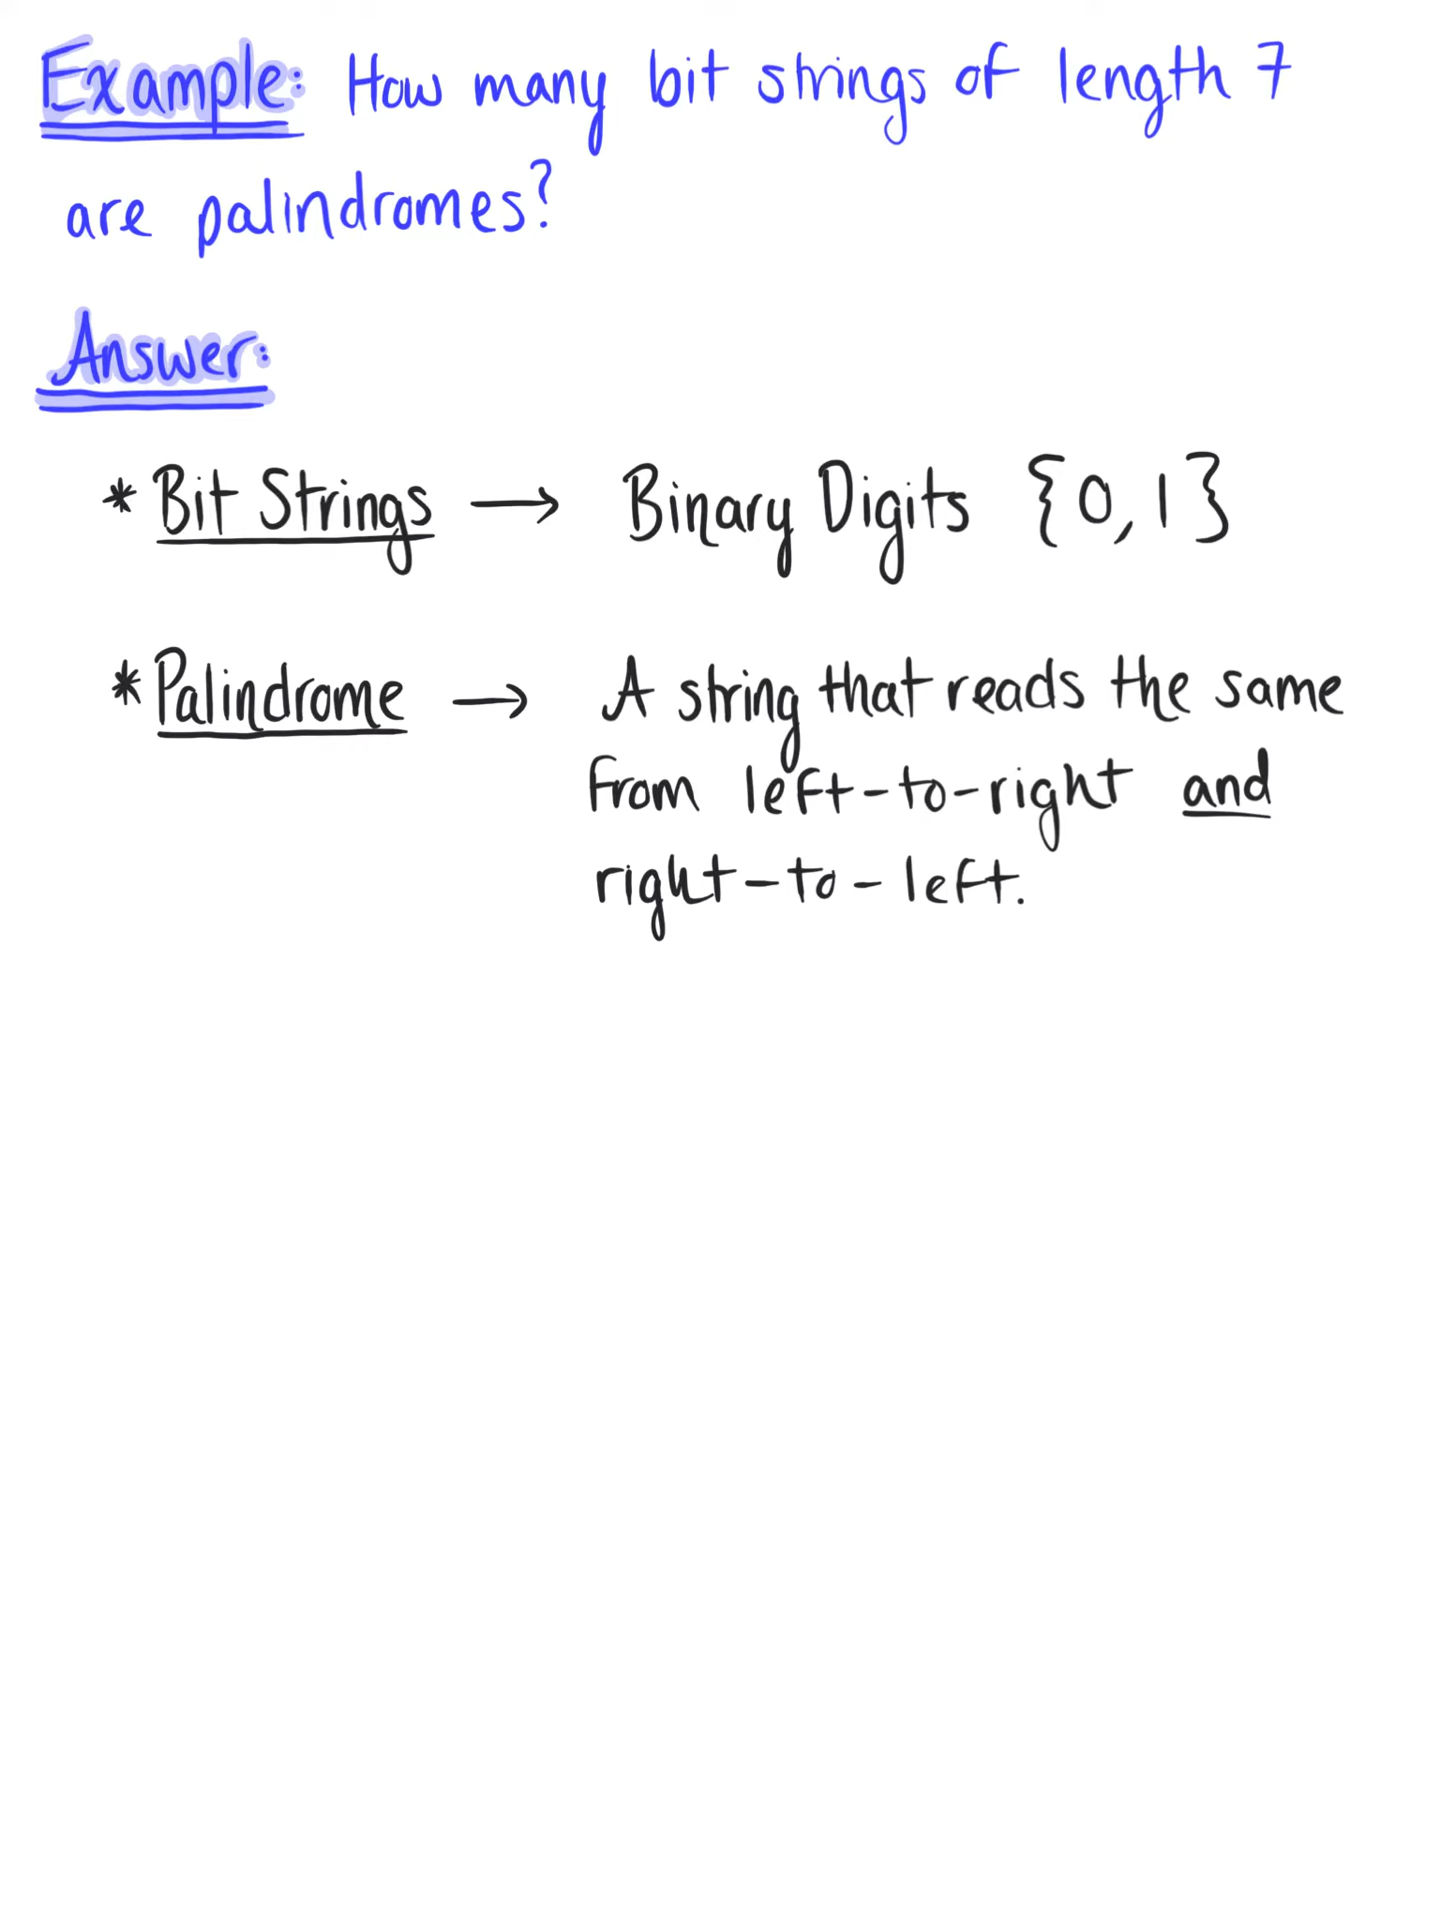 Example: How many bit strings of length 7
are palindromes?
Answer:
* Bit Strings → Binary Digits {0, 1}
* Palindrome → A string that reads the same
from left-to-right and
right-to-left.